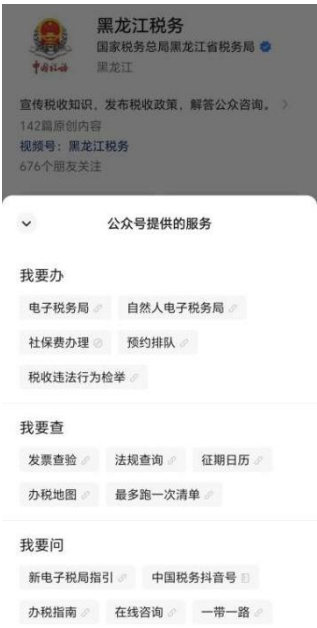 黑龙江税务
国家税务总局黑龙江省税务局
中国税务
黑龙江
宣传税收知识，发布税收政策，解答公众咨询。
142篇原创内容
视频号：黑龙江税务
676个朋友关注
公众号提供的服务
我要办
电子税务局 自然人电子税务局
社保费办理 预约排队
税收违法行为检举
我要查
发票查验 法规查询 征期日历
办税地图 最多跑一次清单
我要问
新电子税局指引 中国税务抖音号
办税指南 在线咨询 一带一路